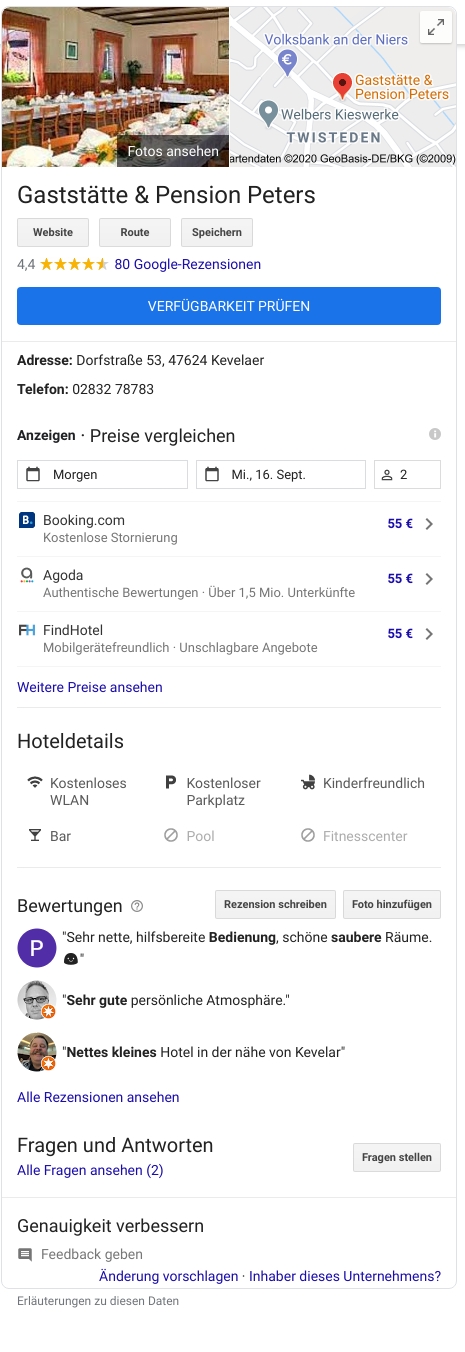 Volksbank an der Niers
€
Gaststätte &
Pension Peters
Welbers Kieswerke
TWISTEDEN
Fotos ansehen
artendaten ©2020 GeoBasis-DE/BKG (©2009)
Gaststätte & Pension Peters
Website Route Speichern
4,4 80 Google-Rezensionen
VERFÜGBARKEIT PRÜFEN
Adresse: Dorfstraße 53, 47624 Kevelaer
Telefon: 02832 78783
Anzeigen · Preise vergleichen
Morgen Mi., 16. Sept. 2
B. Booking.com 55 €
Kostenlose Stornierung
Agoda 55 €
Authentische Bewertungen · Über 1,5 Mio. Unterkünfte
FH FindHotel 55 €
Mobilgerätefreundlich · Unschlagbare Angebote
Weitere Preise ansehen
Hoteldetails
Kostenloses
WLAN
P Kostenloser
Parkplatz
Kinderfreundlich
Bar Pool Fitnesscenter
Bewertungen Rezension schreiben Foto hinzufügen
P "Sehr nette, hilfsbereite Bedienung, schöne saubere Räume.
"
"Sehr gute persönliche Atmosphäre."
"Nettes kleines Hotel in der nähe von Kevelar"
Alle Rezensionen ansehen
Fragen und Antworten
Alle Fragen ansehen (2)
Fragen stellen
Genauigkeit verbessern
Feedback geben
Änderung vorschlagen · Inhaber dieses Unternehmens?
Erläuterungen zu diesen Daten